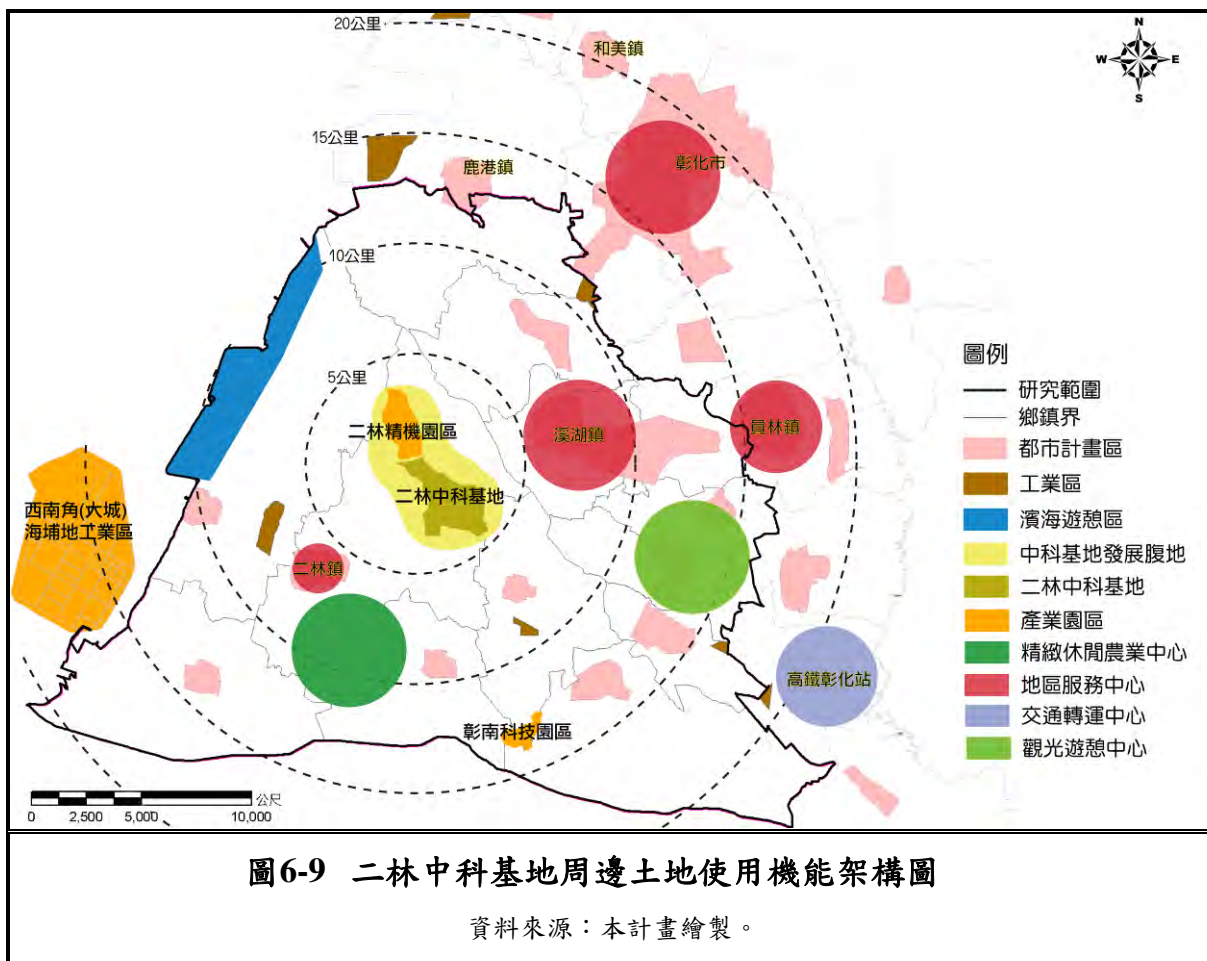 20公里
和美鎮
N
W
E
S
15公里
鹿港鎮
彰化市
10公里
5公里
二林精機園區
溪湖鎮
員林鎮
二林中科基地
西南角(大城)
海埔地工業區
二林鎮
高鐵彰化站
彰南科技園區
圖例
研究範圍
鄉鎮界
都市計畫區
工業區
濱海遊憩區
中科基地發展腹地
二林中科基地
產業園區
精緻休閒農業中心
地區服務中心
交通轉運中心
觀光遊憩中心
公尺
0 2,500 5,000 10,000
圖6-9 二林中科基地周邊土地使用機能架構圖
資料來源：本計畫繪製。